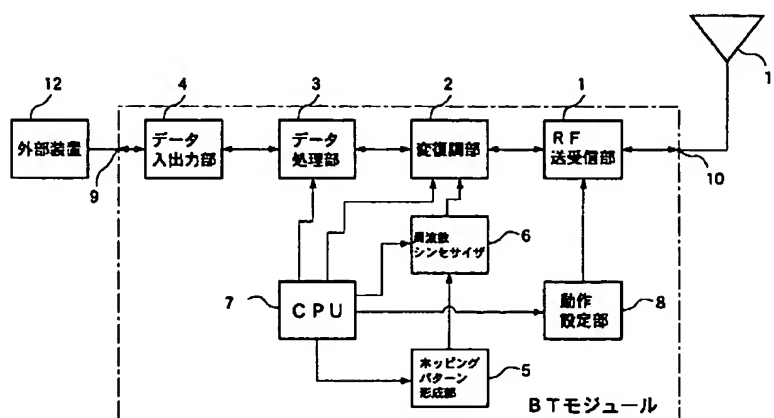 12
4
3
2
1
1
外部装置
データ
入出力部
データ
処理部
変復調部
RF
送受信部
9
10
周波数
シンセサイザ
6
7
CPU
動作
設定部
8
ホッピング
パターン
形成部
5
BTモジュール